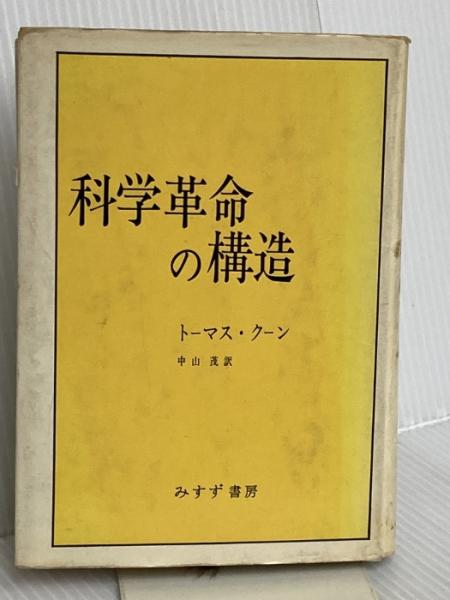 科学革命
の構造
トーマス・クーン
中山 茂訳
みすず書房